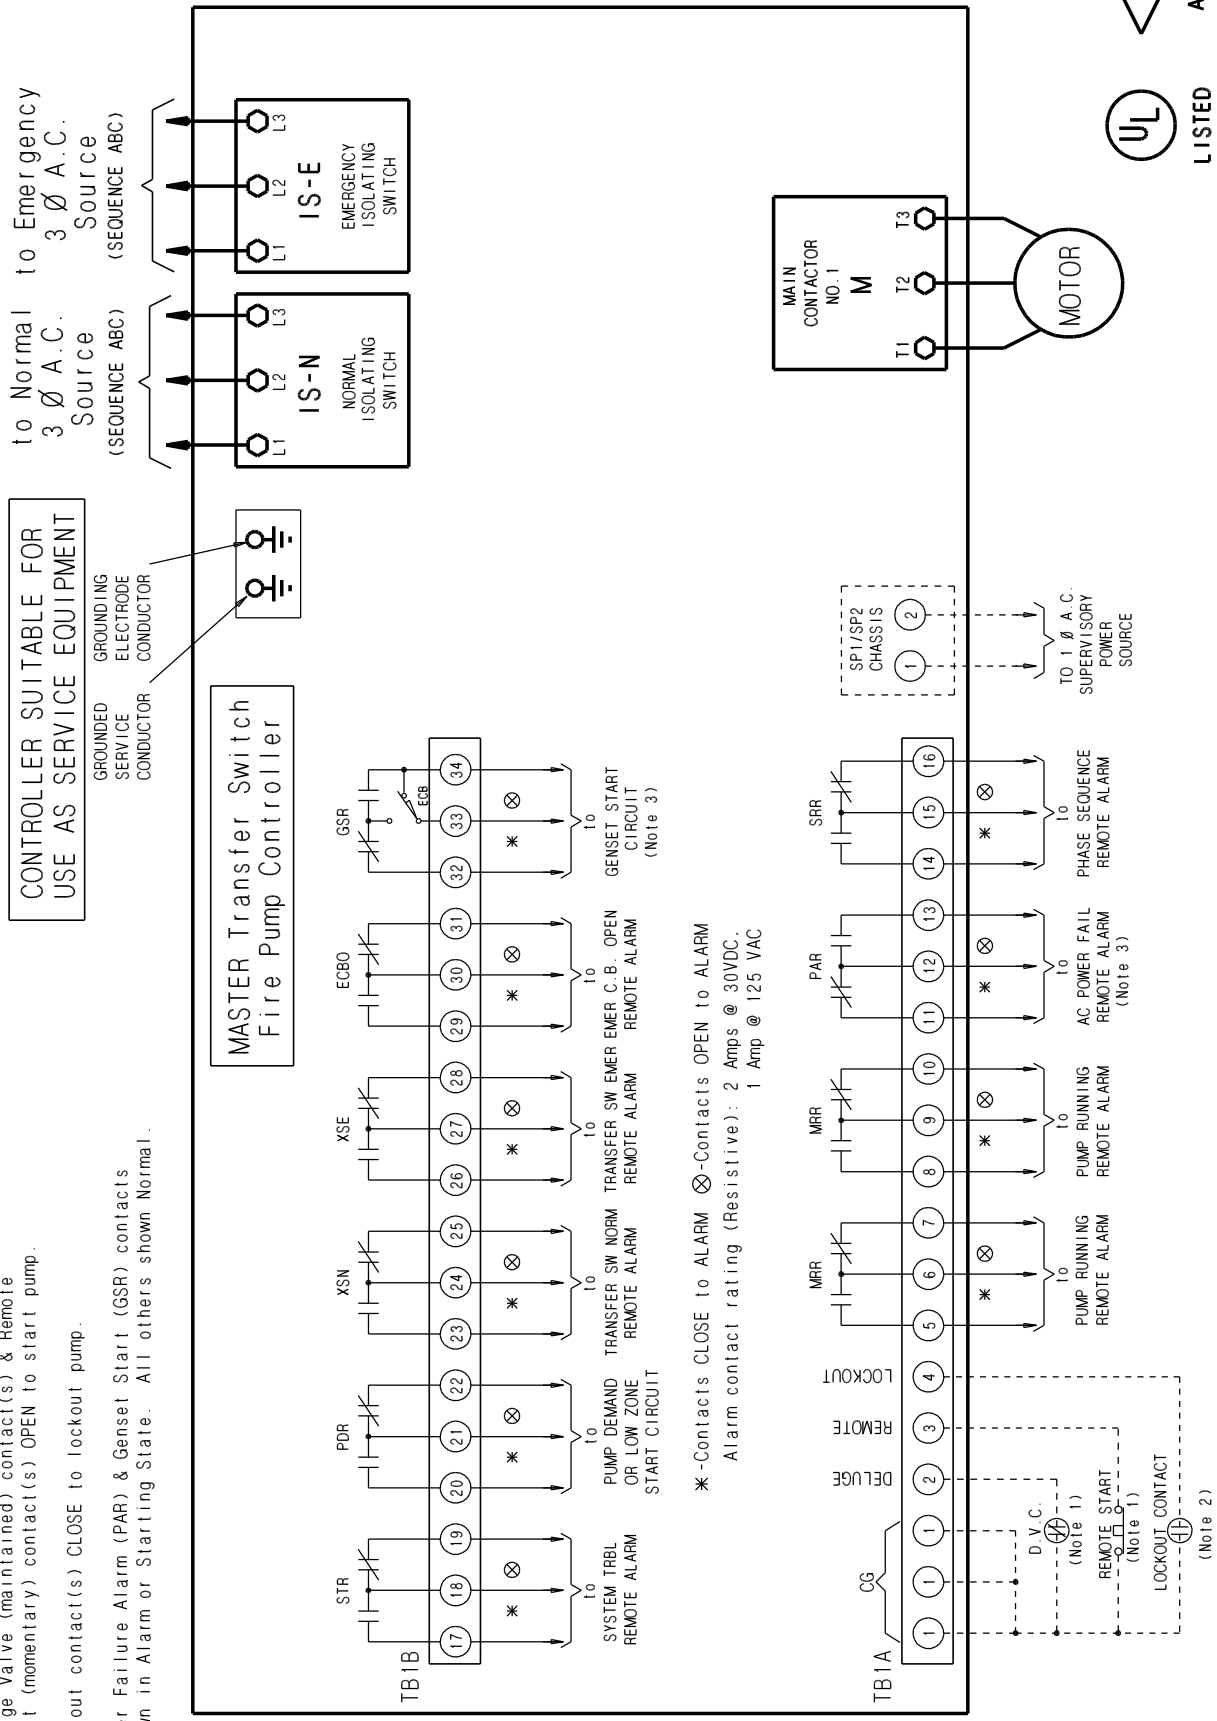 ge Valve (maintained) contact(s) & Remote
t (momentary) contact(s) OPEN to start pump.
out contact(s) CLOSE to lockout pump.
r Failure Alarm (PAR) & Genset Start (GSR) contacts
wn in Alarm or Starting State. All others shown Normal.
CONTROLLER SUITABLE FOR
USE AS SERVICE EQUIPMENT
to Normal
3 Ø A.C.
Source
(SEQUENCE ABC)
to Emergency
3 Ø A.C.
Source
(SEQUENCE ABC)
GROUNDED
SERVICE
CONDUCTOR
GROUNDING
ELECTRODE
CONDUCTOR
L1 L2 L3
IS-N
NORMAL
ISOLATING
SWITCH
L1 L2 L3
IS-E
EMERGENCY
ISOLATING
SWITCH
MASTER Transfer Switch
Fire Pump Controller
STR PDR XSN XSE ECBO GSR
ECB
TB1B
17 18 19 20 21 22 23 24 25 26 27 28 29 30 31 32 33 34
to
SYSTEM TRBL
REMOTE ALARM
to
PUMP DEMAND
OR LOW ZONE
START CIRCUIT
to
TRANSFER SW NORM
REMOTE ALARM
to
TRANSFER SW EMER
REMOTE ALARM
to
EMER C.B. OPEN
REMOTE ALARM
to
GENSET START
CIRCUIT
(Note 3)
✳-Contacts CLOSE to ALARM ⊗-Contacts OPEN to ALARM
Alarm contact rating (Resistive): 2 Amps @ 30VDC.
1 Amp @ 125 VAC
MAIN
CONTACTOR
NO.1
M
T1 T2 T3
MOTOR
SP1/SP2
CHASSIS
1 2
TO 1 Ø A.C.
SUPERVISORY
POWER
SOURCE
CG
DELUGE
REMOTE
LOCKOUT
MRR MRR PAR SRR
TB1A
1 1 1 2 3 4 5 6 7 8 9 10 11 12 13 14 15 16
D.V.C.
(Note 1)
REMOTE START
(Note 1)
LOCKOUT CONTACT
(Note 2)
to
PUMP RUNNING
REMOTE ALARM
to
PUMP RUNNING
REMOTE ALARM
to
AC POWER FAIL
REMOTE ALARM
(Note 3)
to
PHASE SEQUENCE
REMOTE ALARM
UL
LISTED
A